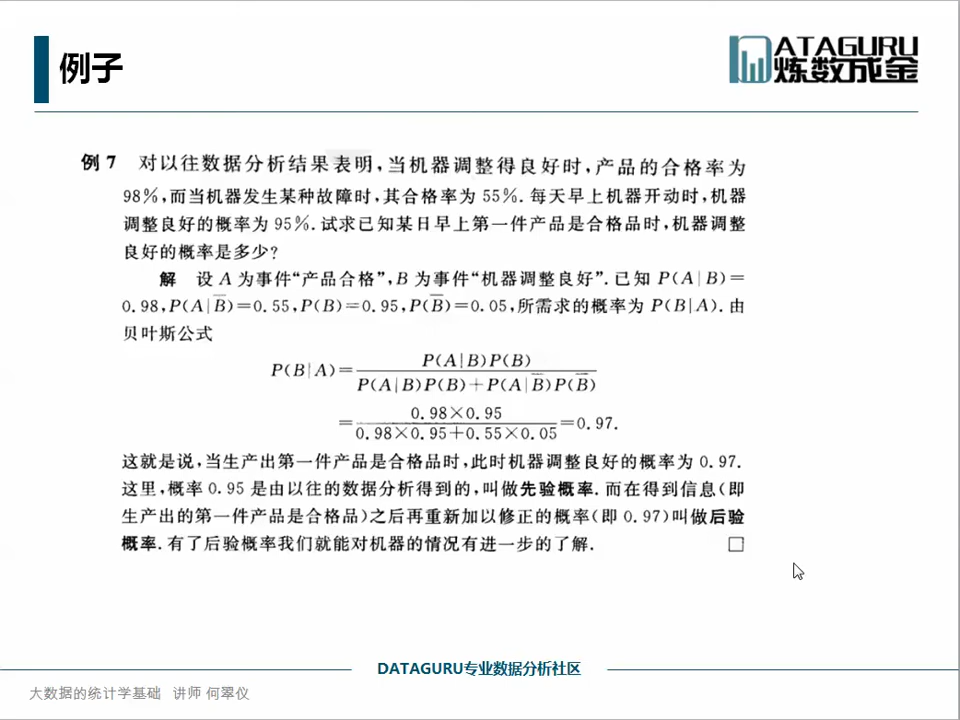 例子
DATAGURU
炼数成金
例7 对以往数据分析结果表明,当机器调整得良好时,产品的合格率为
98%,而当机器发生某种故障时,其合格率为 55%. 每天早上机器开动时,机器
调整良好的概率为 95%. 试求已知某日早上第一件产品是合格品时,机器调整
良好的概率是多少?
解 设 A 为事件“产品合格”,B 为事件“机器调整良好”. 已知 P(A|B)=
0.98,P(A|B̅)=0.55,P(B)=0.95,P(B̅)=0.05,所需求的概率为 P(B|A). 由
贝叶斯公式
P(B|A)= P(A|B)P(B)
P(A|B)P(B)+P(A|B̅)P(B̅)
= 0.98×0.95
0.98×0.95+0.55×0.05 =0.97.
这就是说,当生产出第一件产品是合格品时,此时机器调整良好的概率为 0.97.
这里,概率 0.95 是由以往的数据分析得到的,叫做先验概率. 而在得到信息(即
生产出的第一件产品是合格品)之后再重新加以修正的概率(即 0.97)叫做后验
概率. 有了后验概率我们就能对机器的情况有进一步的了解. □
DATAGURU专业数据分析社区
大数据的统计学基础 讲师 何翠仪